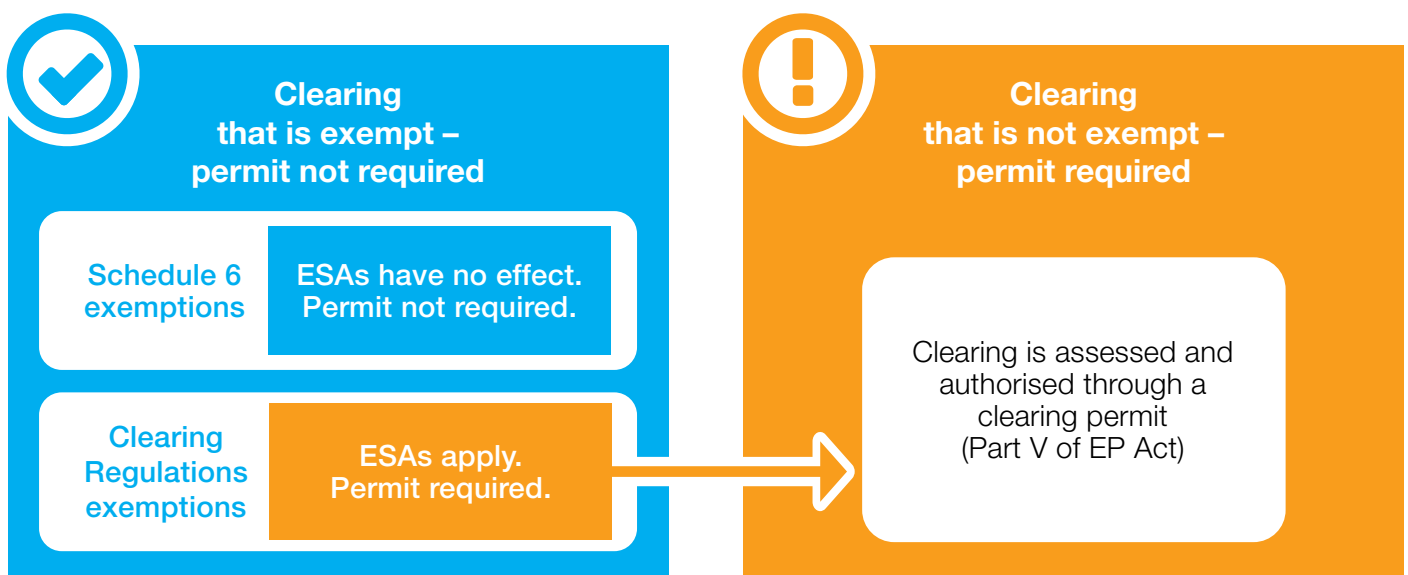 Clearing
that is exempt –
permit not required
Schedule 6
exemptions
ESAs have no effect.
Permit not required.
Clearing
Regulations
exemptions
ESAs apply.
Permit required.
Clearing
that is not exempt –
permit required
Clearing is assessed and
authorised through a
clearing permit
(Part V of EP Act)